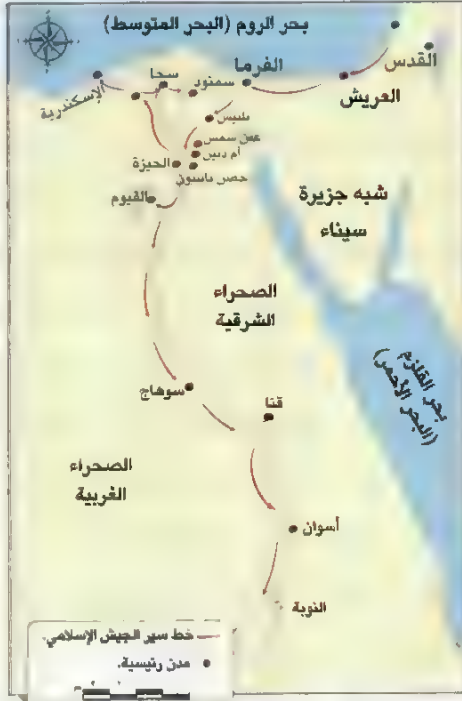 بحر الروم (البحر المتوسط)
القدس
العريش
الفرما
سمنود
سخا
الإسكندرية
بلبيس
عين شمس
أم دنين
حصن بابليون
الجيزة
الفيوم
شبه جزيرة
سيناء
الصحراء
الشرقية
بحر القلزم
(البحر الأحمر)
سوهاج
قنا
الصحراء
الغربية
أسوان
النوبة
خط سير الجيش الإسلامي.
مدن رئيسية.